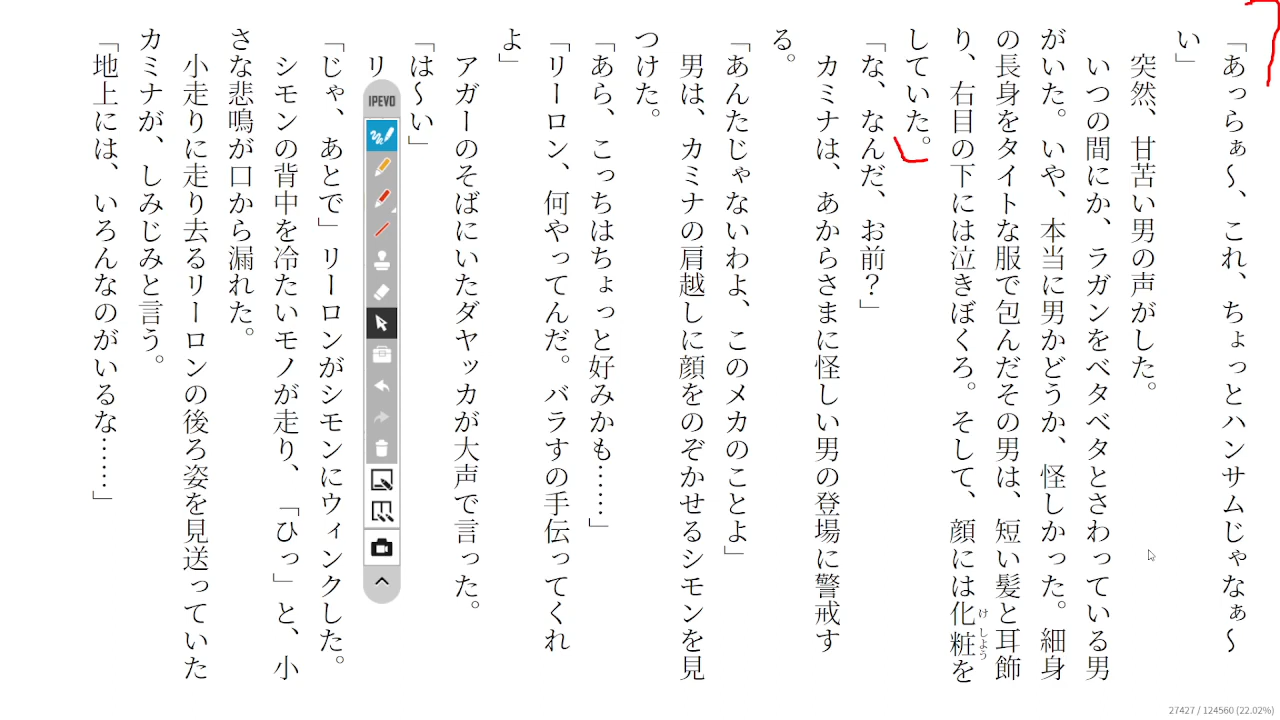 「あっらぁ～、これ、ちょっとハンサムじゃなぁ～
い」
突然、甘苦い男の声がした。
いつの間にか、ラガンをベタベタとさわっている男
がいた。いや、本当に男かどうか、怪しかった。細身
の長身をタイトな服で包んだその男は、短い髪と耳飾
り、右目の下には泣きぼくろ。そして、顔には化粧を
けしょう
していた。
「な、なんだ、お前？」
カミナは、あからさまに怪しい男の登場に警戒す
る。
「あんたじゃないわよ、このメカのことよ」
男は、カミナの肩越しに顔をのぞかせるシモンを見
つけた。
「あら、こっちはちょっと好みかも……」
「リーロン、何やってんだ。バラすの手伝ってくれ
よ」
アガーのそばにいたダヤッカが大声で言った。
「は～い」
リ
「じゃ、あとで」リーロンがシモンにウィンクした。
シモンの背中を冷たいモノが走り、「ひっ」と、小
さな悲鳴が口から漏れた。
小走りに走り去るリーロンの後ろ姿を見送っていた
カミナが、しみじみと言う。
「地上には、いろんなのがいるな……」
IPEVO
27427 / 124560 (22.02%)